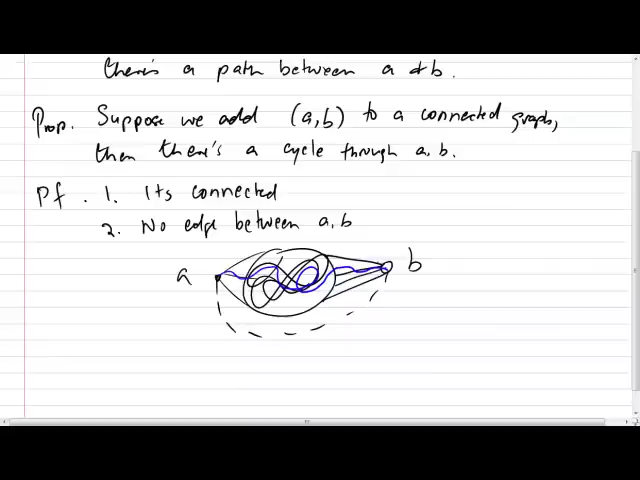 there's a path between a & b.
Prop. Suppose we add (a,b) to a connected graph,
then there's a cycle through a, b.
Pf. 1. Its connected
2. No edge between a, b
a
b